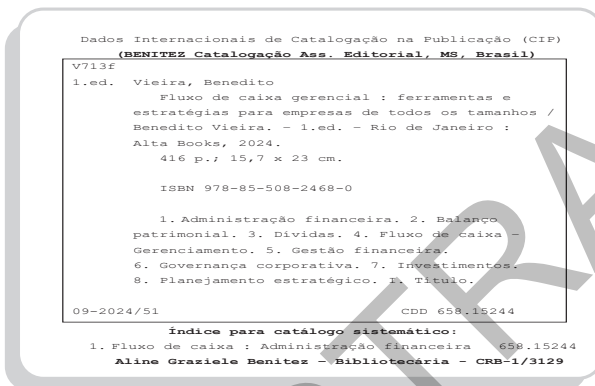 Dados Internacionais de Catalogação na Publicação (CIP)
(BENITEZ Catalogação Ass. Editorial, MS, Brasil)
V713f
1.ed. Vieira, Benedito
Fluxo de caixa gerencial : ferramentas e
estratégias para empresas de todos os tamanhos /
Benedito Vieira. – 1.ed. – Rio de Janeiro :
Alta Books, 2024.
416 p.; 15,7 x 23 cm.
ISBN 978-85-508-2468-0
1. Administração financeira. 2. Balanço
patrimonial. 3. Dívidas. 4. Fluxo de caixa –
Gerenciamento. 5. Gestão financeira.
6. Governança corporativa. 7. Investimentos.
8. Planejamento estratégico. I. Título.
09-2024/51 CDD 658.15244
Índice para catálogo sistemático:
1. Fluxo de caixa : Administração financeira 658.15244
Aline Graziele Benitez – Bibliotecária - CRB-1/3129
TRA